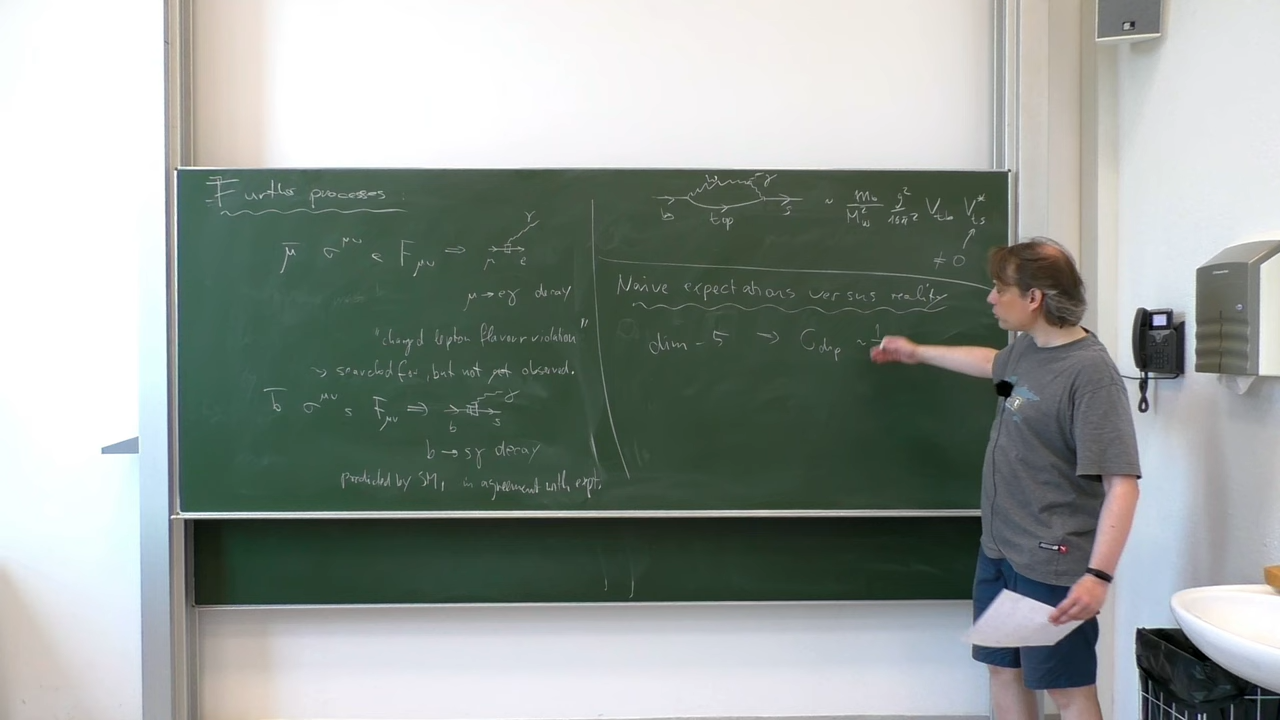 Further processes:
μ̄ σ^μν e F_μν ⇒
γ
μ e
μ → eγ decay
"charged lepton flavour violation"
↝ searched for, but not yet observed.
b̄ σ^μν s F_μν ⇒
γ
b s
b → sγ decay
predicted by SM, in agreement with expt.
W γ
b top s ~ m_b/M_W^2 g^2/16π^2 V_tb V_ts^*
≠ 0
Naive expectations versus reality
dim-5 → C_dip ~ 1